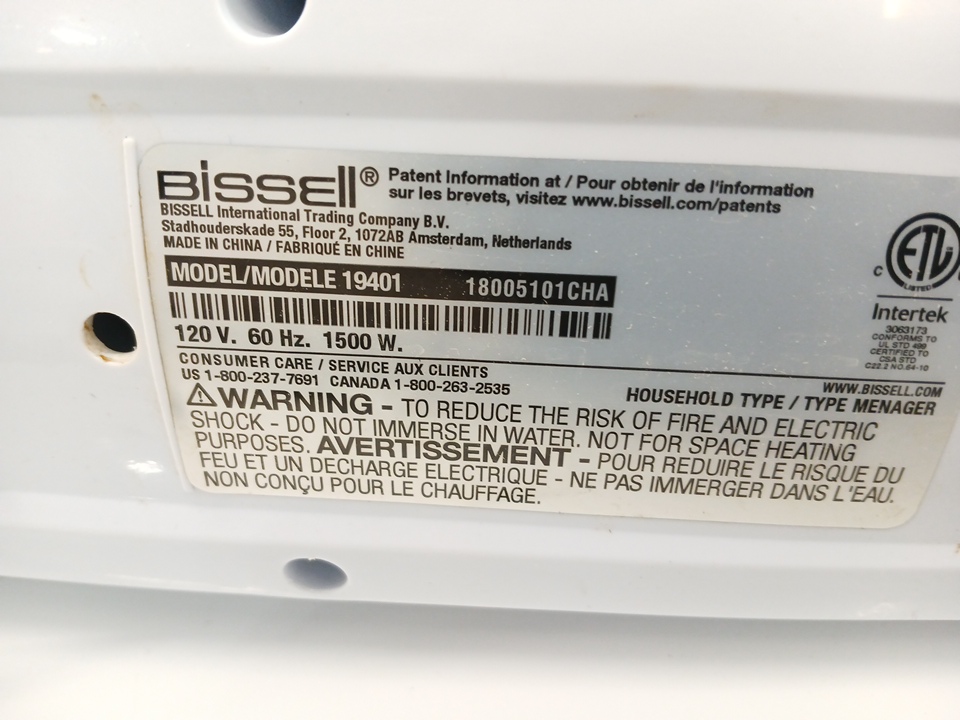 BISSELL®
Patent Information at / Pour obtenir de l'information
sur les brevets, visitez www.bissell.com/patents
BISSELL International Trading Company B.V.
Stadhouderskade 55, Floor 2, 1072AB Amsterdam, Netherlands
MADE IN CHINA / FABRIQUÉ EN CHINE
MODEL/MODELE 19401 18005101CHA
120 V. 60 Hz. 1500 W.
CONSUMER CARE / SERVICE AUX CLIENTS
US 1-800-237-7691 CANADA 1-800-263-2535
C ETL
LISTED
Intertek
3063173
CONFORMS TO
UL STD 499
CERTIFIED TO
CSA STD
C22.2 NO.64-10
WWW.BISSELL.COM
HOUSEHOLD TYPE / TYPE MENAGER
⚠WARNING - TO REDUCE THE RISK OF FIRE AND ELECTRIC
SHOCK - DO NOT IMMERSE IN WATER. NOT FOR SPACE HEATING
PURPOSES. AVERTISSEMENT - POUR REDUIRE LE RISQUE DU
FEU ET UN DECHARGE ELECTRIQUE - NE PAS IMMERGER DANS L'EAU.
NON CONÇU POUR LE CHAUFFAGE.